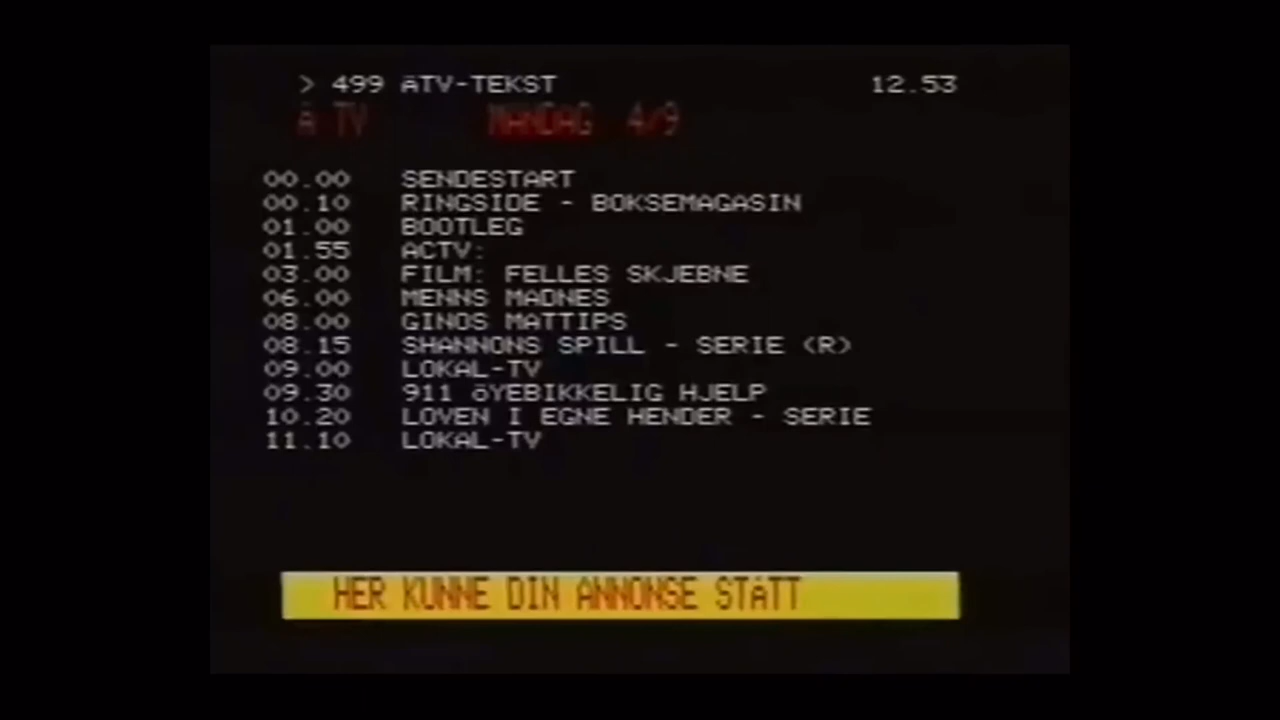 > 499 äTV-TEKST 12.53
Ä TV MANDAG 4/9
00.00 SENDESTART
00.10 RINGSIDE - BOKSEMAGASIN
01.00 BOOTLEG
01.55 ACTV:
03.00 FILM: FELLES SKJEBNE
06.00 MENNS MADNES
08.00 GINOS MATTIPS
08.15 SHANNONS SPILL - SERIE (R)
09.00 LOKAL-TV
09.30 911 öYEBIKKELIG HJELP
10.20 LOVEN I EGNE HENDER - SERIE
11.10 LOKAL-TV
HER KUNNE DIN ANNONSE STåTT